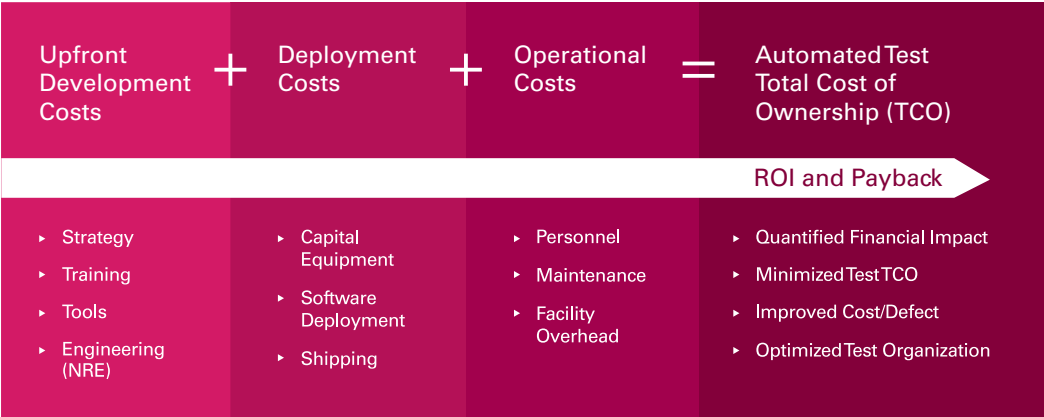 Upfront
Development
Costs
+
Deployment
Costs
+
Operational
Costs
=
Automated Test
Total Cost of
Ownership (TCO)
ROI and Payback
▸ Strategy
▸ Training
▸ Tools
▸ Engineering
(NRE)
▸ Capital
Equipment
▸ Software
Deployment
▸ Shipping
▸ Personnel
▸ Maintenance
▸ Facility
Overhead
▸ Quantified Financial Impact
▸ Minimized Test TCO
▸ Improved Cost/Defect
▸ Optimized Test Organization